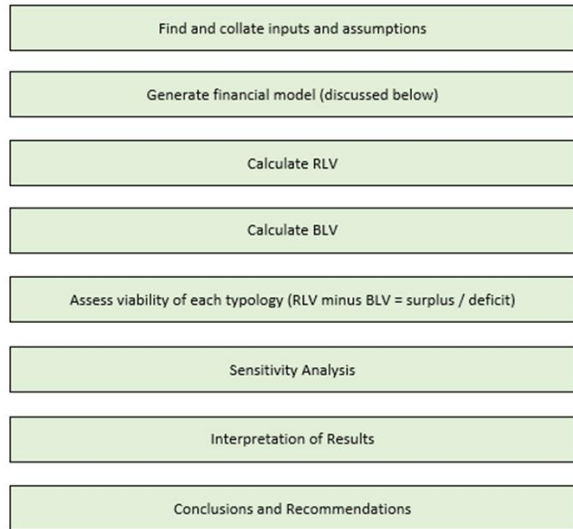 Find and collate inputs and assumptions
Generate financial model (discussed below)
Calculate RLV
Calculate BLV
Assess viability of each typology (RLV minus BLV = surplus / deficit)
Sensitivity Analysis
Interpretation of Results
Conclusions and Recommendations